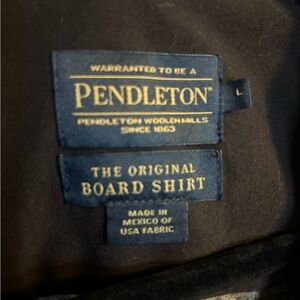 WARRANTED TO BE A
PENDLETON®
PENDLETON WOOLEN MILLS
SINCE 1863
L
THE ORIGINAL
BOARD SHIRT
MADE IN
MEXICO OF
USA FABRIC